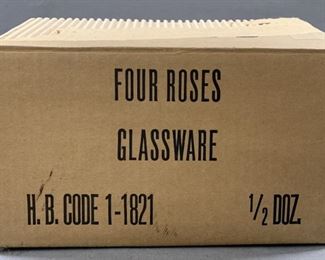 FOUR ROSES
GLASSWARE
H.B. CODE 1-1821 1/2 DOZ.